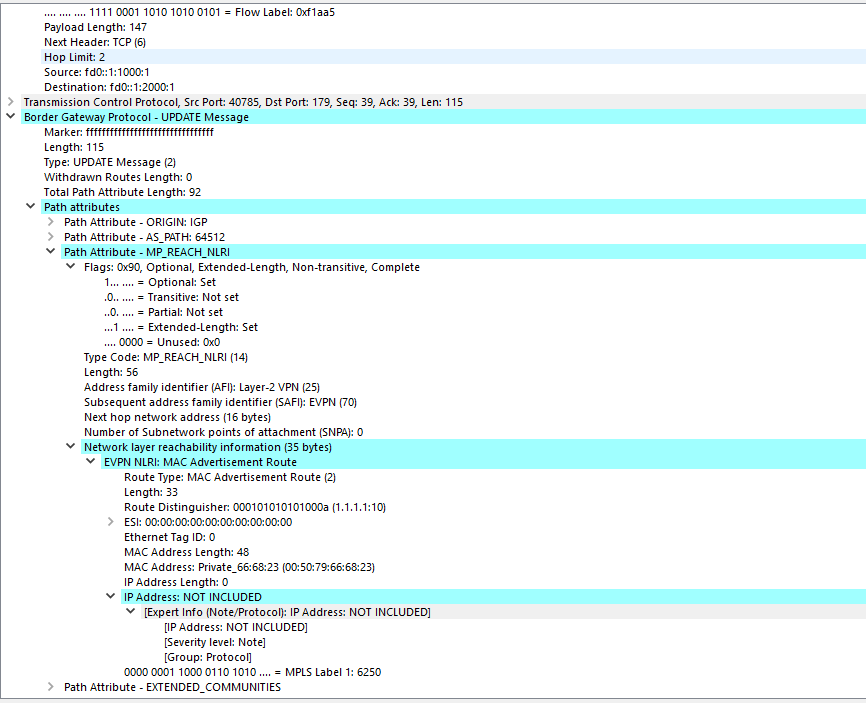 .... .... .... 1111 0001 1010 1010 0101 = Flow Label: 0xf1aa5
Payload Length: 147
Next Header: TCP (6)
Hop Limit: 2
Source: fd0::1:1000:1
Destination: fd0::1:2000:1
Transmission Control Protocol, Src Port: 40785, Dst Port: 179, Seq: 39, Ack: 39, Len: 115
Border Gateway Protocol - UPDATE Message
Marker: ffffffffffffffffffffffffffffffff
Length: 115
Type: UPDATE Message (2)
Withdrawn Routes Length: 0
Total Path Attribute Length: 92
Path attributes
Path Attribute - ORIGIN: IGP
Path Attribute - AS_PATH: 64512
Path Attribute - MP_REACH_NLRI
Flags: 0x90, Optional, Extended-Length, Non-transitive, Complete
1... .... = Optional: Set
.0.. .... = Transitive: Not set
..0. .... = Partial: Not set
...1 .... = Extended-Length: Set
.... 0000 = Unused: 0x0
Type Code: MP_REACH_NLRI (14)
Length: 56
Address family identifier (AFI): Layer-2 VPN (25)
Subsequent address family identifier (SAFI): EVPN (70)
Next hop network address (16 bytes)
Number of Subnetwork points of attachment (SNPA): 0
Network layer reachability information (35 bytes)
EVPN NLRI: MAC Advertisement Route
Route Type: MAC Advertisement Route (2)
Length: 33
Route Distinguisher: 000101010101000a (1.1.1.1:10)
ESI: 00:00:00:00:00:00:00:00:00:00
Ethernet Tag ID: 0
MAC Address Length: 48
MAC Address: Private_66:68:23 (00:50:79:66:68:23)
IP Address Length: 0
IP Address: NOT INCLUDED
[Expert Info (Note/Protocol): IP Address: NOT INCLUDED]
[IP Address: NOT INCLUDED]
[Severity level: Note]
[Group: Protocol]
0000 0001 1000 0110 1010 .... = MPLS Label 1: 6250
Path Attribute - EXTENDED_COMMUNITIES